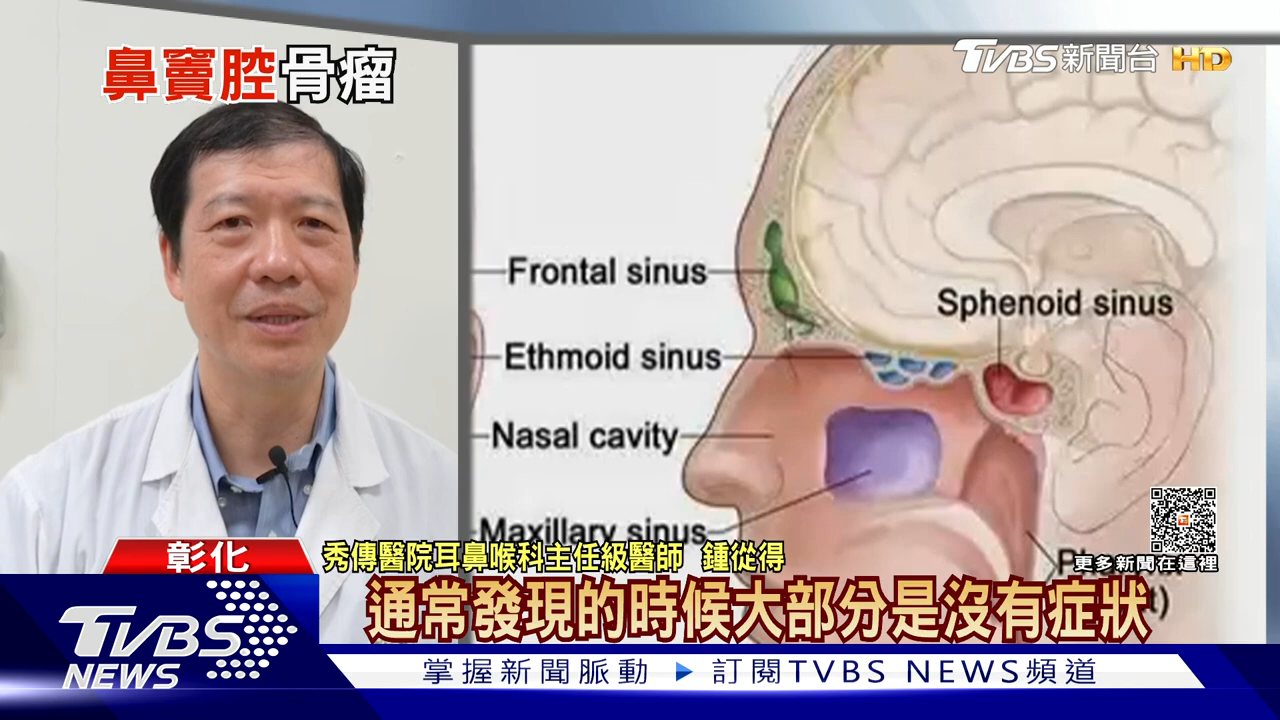 鼻竇腔骨瘤
TVBS新聞台 HD
Frontal sinus
Sphenoid sinus
Ethmoid sinus
Nasal cavity
Maxillary sinus
彰化
秀傳醫院耳鼻喉科主任級醫師 鍾從得
更多新聞在這裡
通常發現的時候大部分是沒有症狀
TVBS NEWS
掌握新聞脈動 訂閱TVBS NEWS頻道